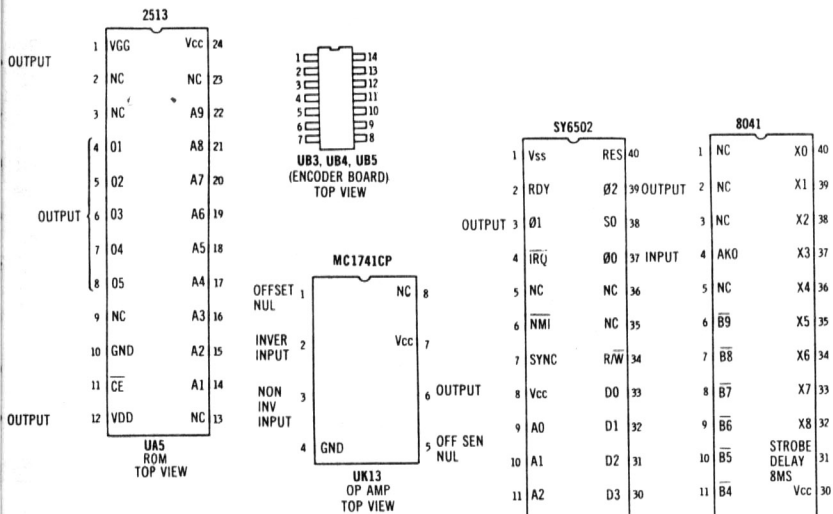 2513
OUTPUT
1 VGG Vcc 24
2 NC NC 23
3 NC A9 22
4 01 A8 21
5 02 A7 20
OUTPUT 6 03 A6 19
7 04 A5 18
8 05 A4 17
9 NC A3 16
10 GND A2 15
11 CE A1 14
OUTPUT 12 VDD NC 13
UA5
ROM
TOP VIEW
1 14
2 13
3 12
4 11
5 10
6 9
7 8
UB3, UB4, UB5
(ENCODER BOARD)
TOP VIEW
MC1741CP
OFFSET NUL 1 NC 8
INVER INPUT 2 Vcc 7
NON INV INPUT 3 6 OUTPUT
4 GND 5 OFF SEN NUL
UK13
OP AMP
TOP VIEW
SY6502
1 Vss RES 40
2 RDY Ø2 39 OUTPUT
OUTPUT 3 Ø1 SO 38
4 IRQ Ø0 37 INPUT
5 NC NC 36
6 NMI NC 35
7 SYNC R/W 34
8 Vcc D0 33
9 A0 D1 32
10 A1 D2 31
11 A2 D3 30
8041
1 NC X0 40
2 NC X1 39
3 NC X2 38
4 AKO X3 37
5 NC X4 36
6 B9 X5 35
7 B8 X6 34
8 B7 X7 33
9 B6 X8 32
10 B5 STROBE DELAY 8MS 31
11 B4 Vcc 30